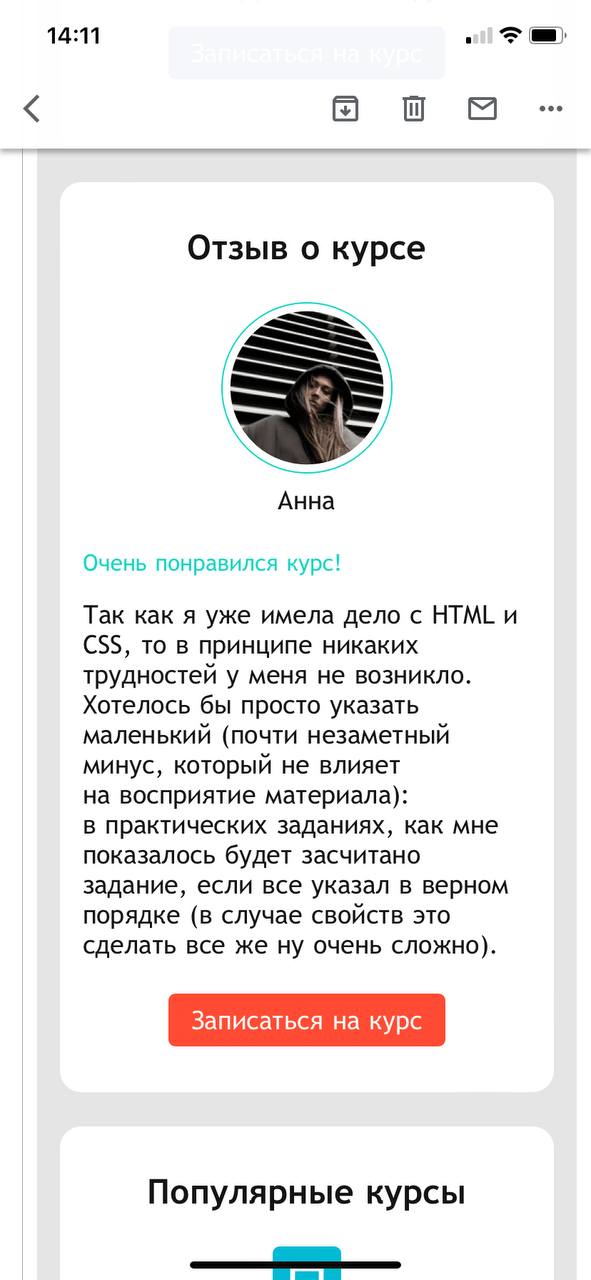 14:11
Записаться на курс
Отзыв о курсе
Анна
Очень понравился курс!
Так как я уже имела дело с HTML и
CSS, то в принципе никаких
трудностей у меня не возникло.
Хотелось бы просто указать
маленький (почти незаметный
минус, который не влияет
на восприятие материала):
в практических заданиях, как мне
показалось будет засчитано
задание, если все указал в верном
порядке (в случае свойств это
сделать все же ну очень сложно).
Записаться на курс
Популярные курсы